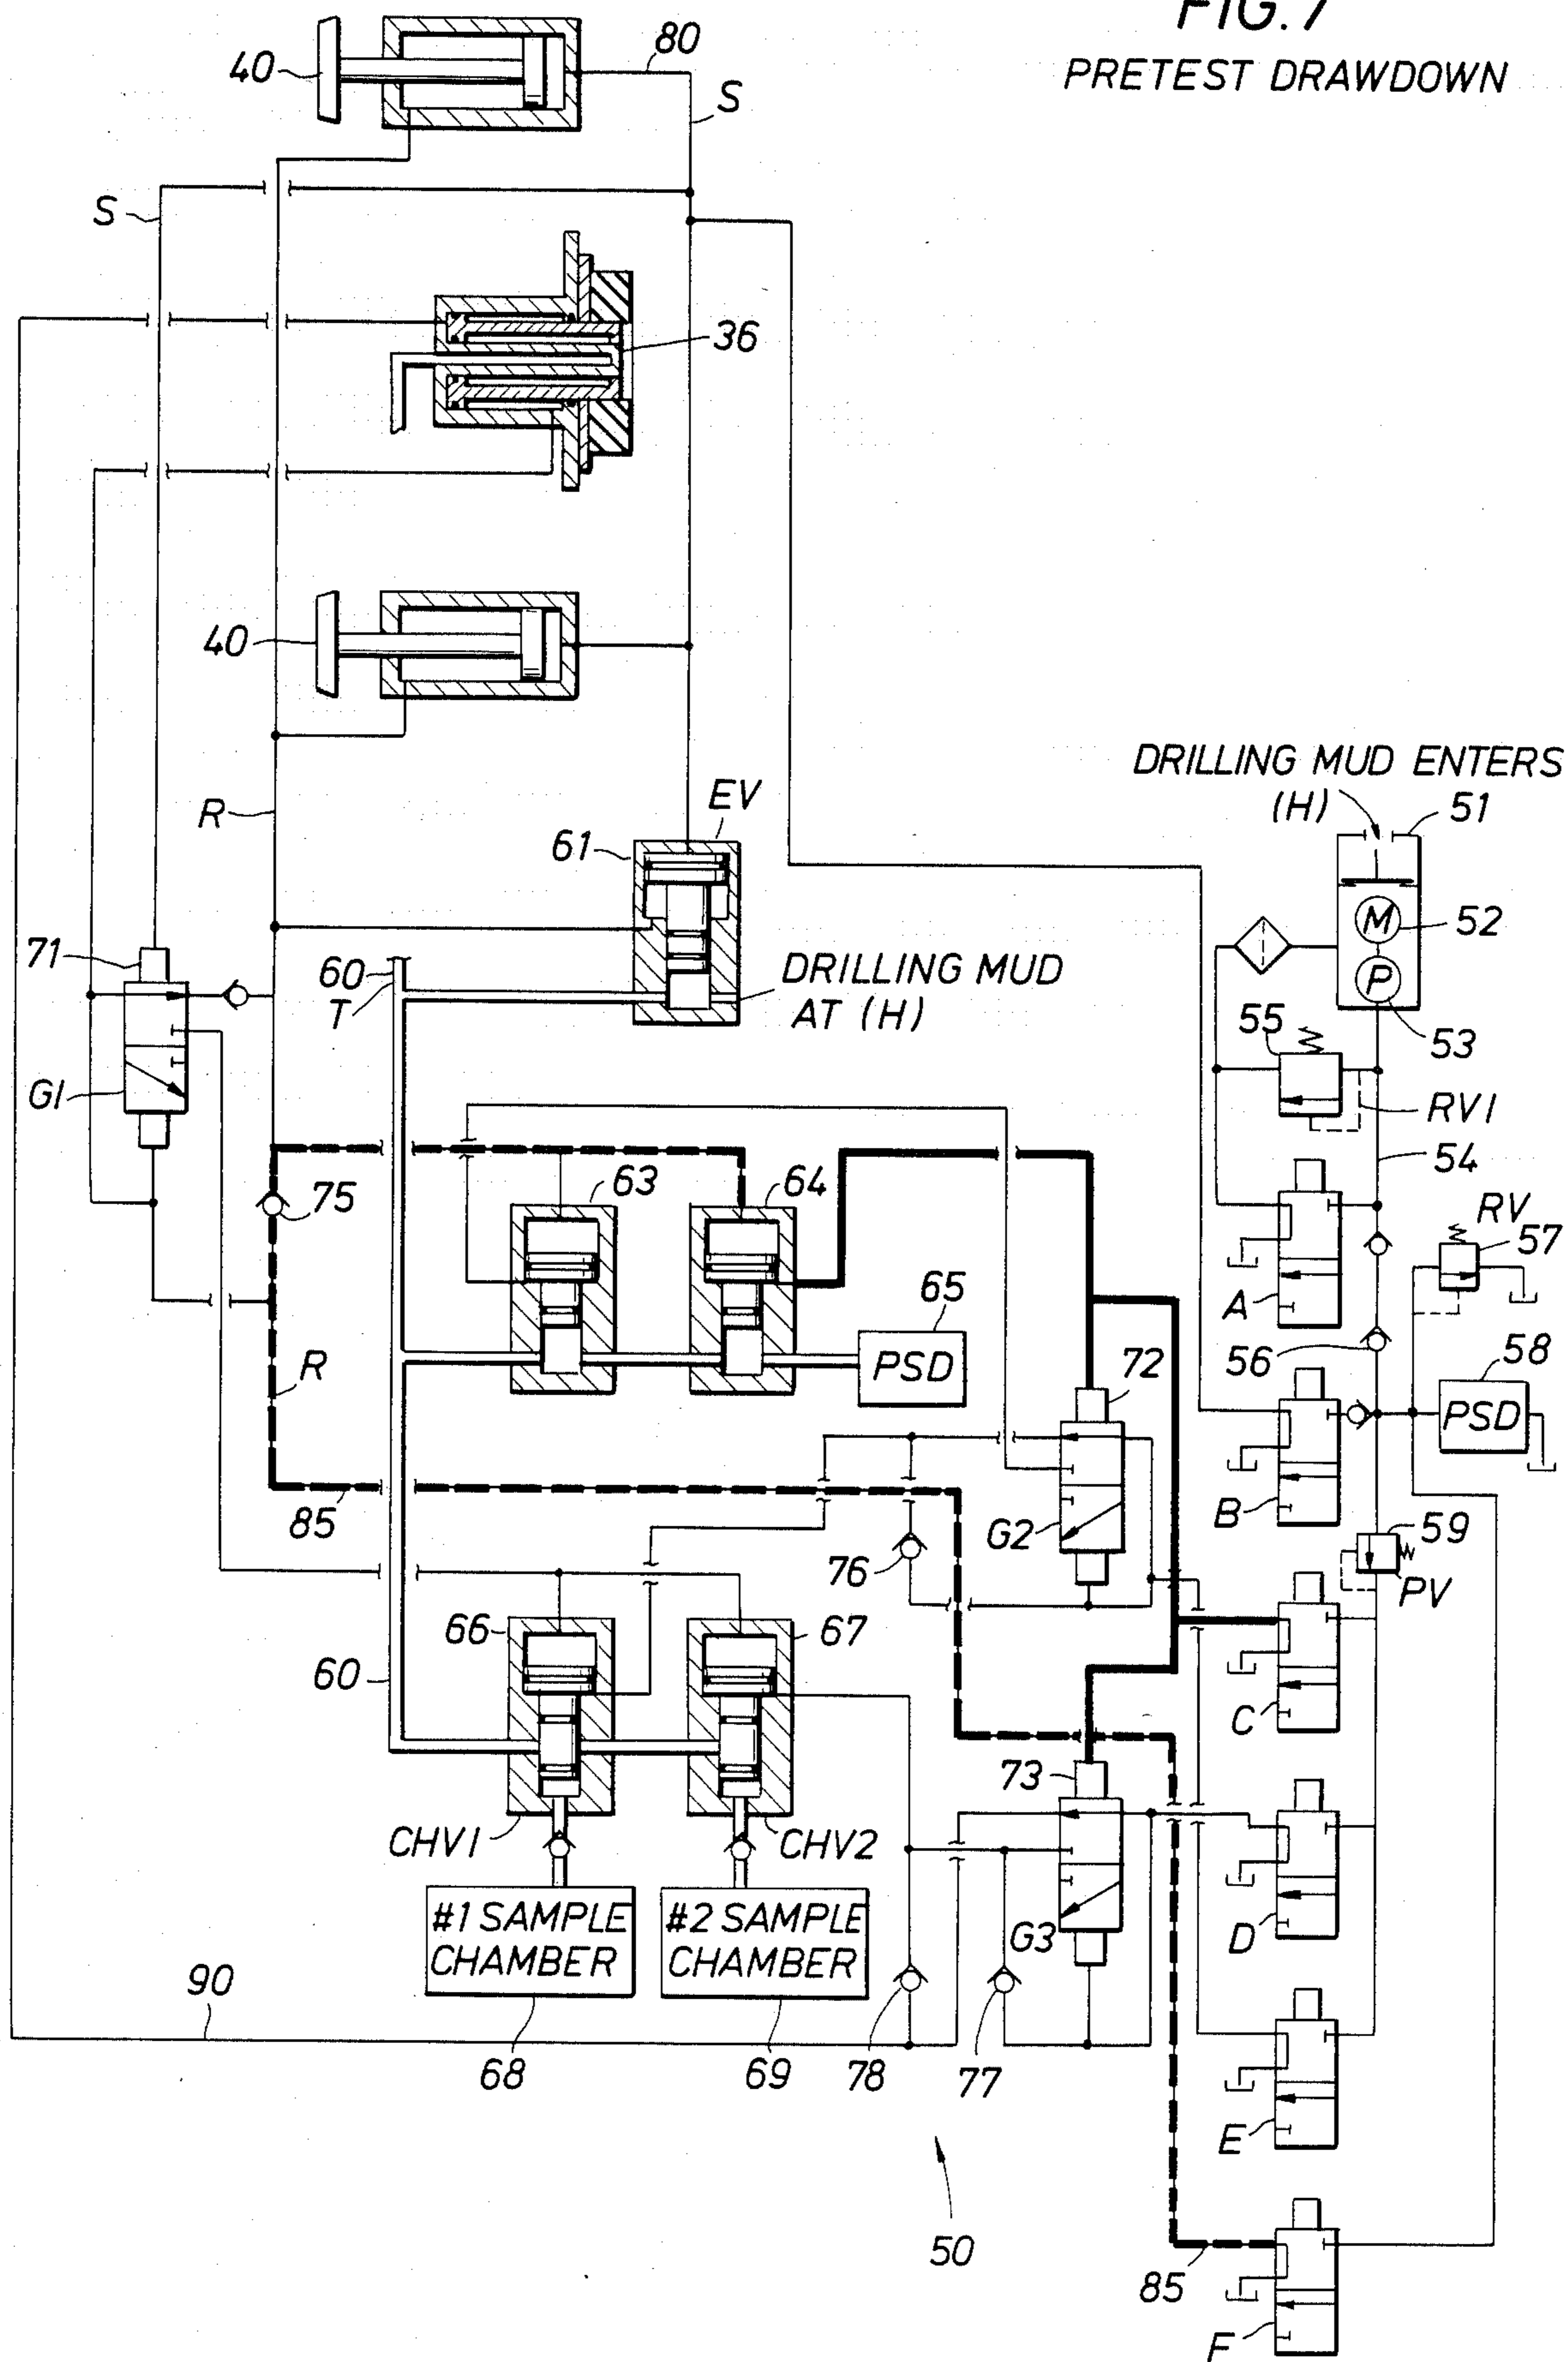 FIG. 7
PRETEST DRAWDOWN
40
80
S
S
36
40
DRILLING MUD ENTERS
(H)
51
R
EV
61
M
52
71
60
T
DRILLING MUD
AT (H)
P
53
55
G1
RV1
54
63
64
RV
57
75
65
A
PSD
R
72
56
58
PSD
85
G2
B
59
76
PV
66
67
60
C
73
CHV1
CHV2
#1 SAMPLE
CHAMBER
#2 SAMPLE
CHAMBER
G3
D
90
68
69
78
77
E
50
85
F